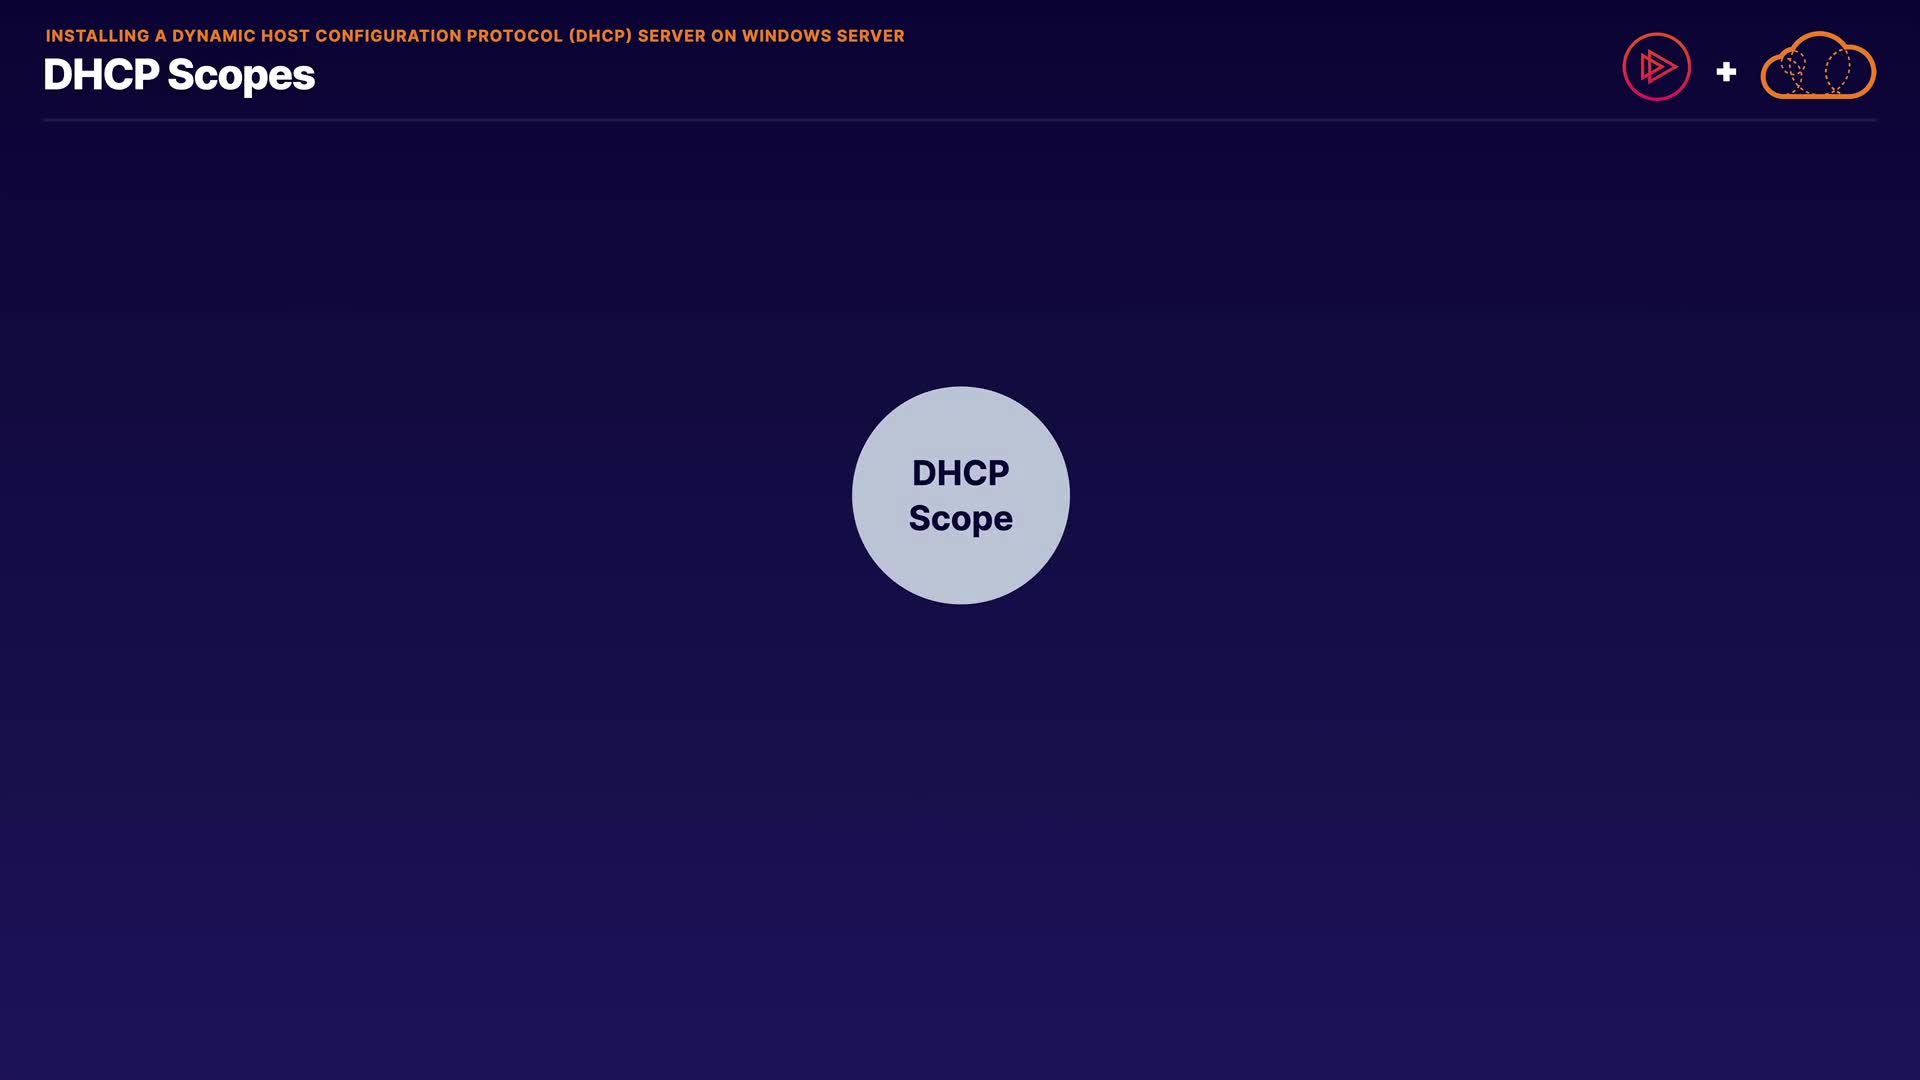 INSTALLING A DYNAMIC HOST CONFIGURATION PROTOCOL (DHCP) SERVER ON WINDOWS SERVER
DHCP Scopes
DHCP
Scope